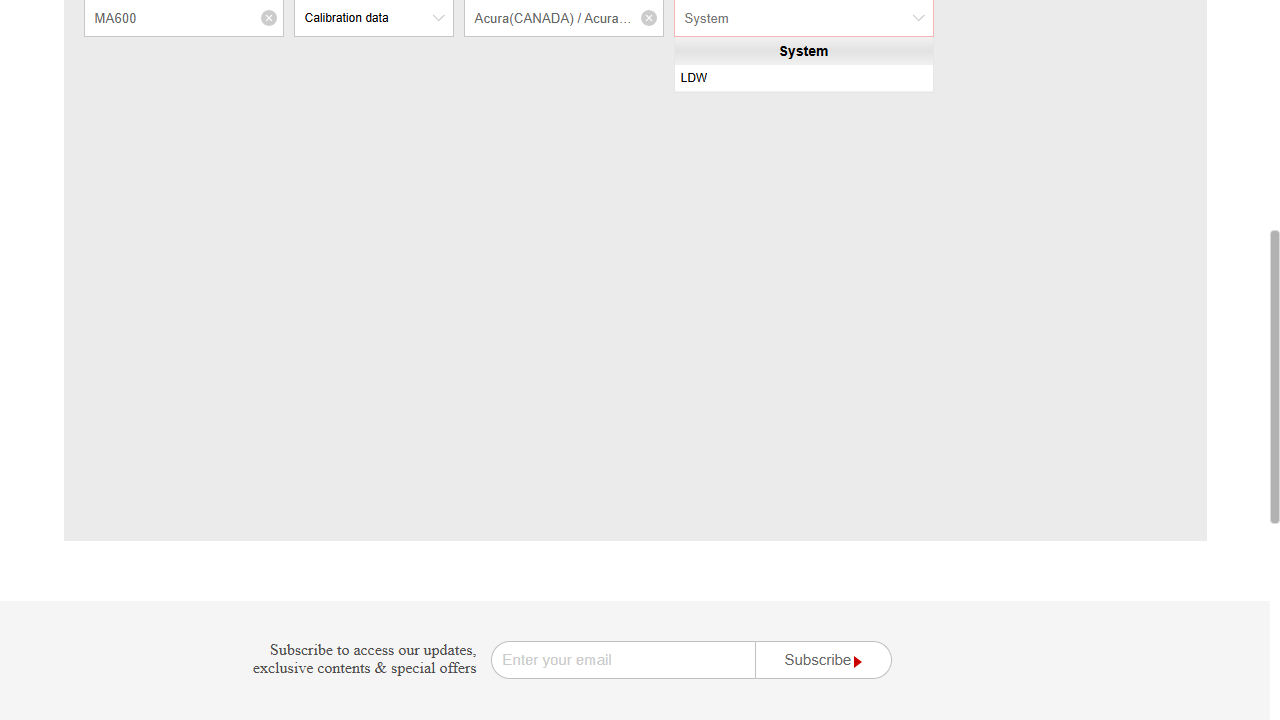 MA600
Calibration data
Acura(CANADA) / Acura...
System
System
LDW
Subscribe to access our updates,
exclusive contents & special offers
Enter your email
Subscribe